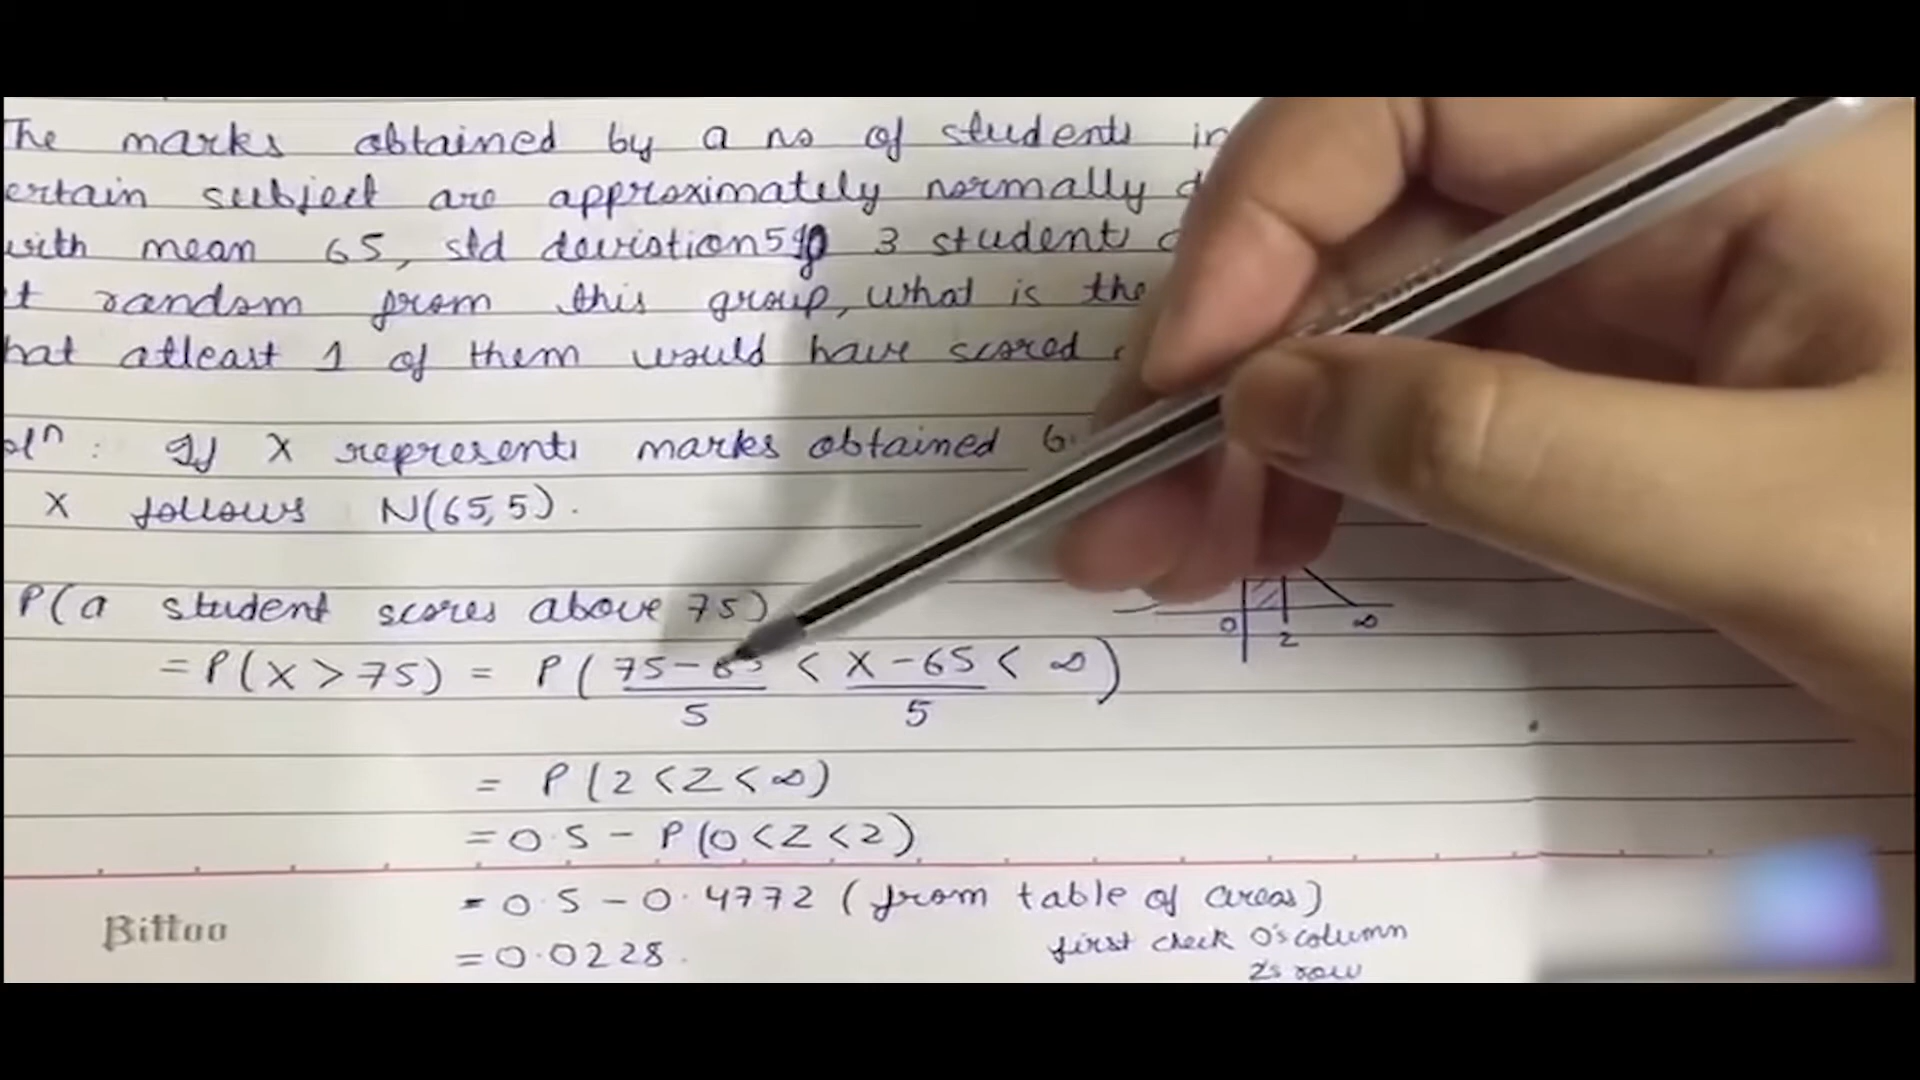 The marks obtained by a no of students in
ertain subject are approximately normally d
with mean 65, std deviation 5 If 3 students
t random from this group, what is the
hat atleast 1 of them would have scored
olⁿ : If X represents marks obtained b
X follows N(65,5).
P(a student scores above 75)
= P(X > 75) = P( 75-65/5 < X-65/5 < ∞ )
0 2 ∞
= P(2 < Z < ∞)
= 0.5 - P(0 < Z < 2)
= 0.5 - 0.4772 (from table of areas)
first check 0's column
2s row
= 0.0228.
Bittoo